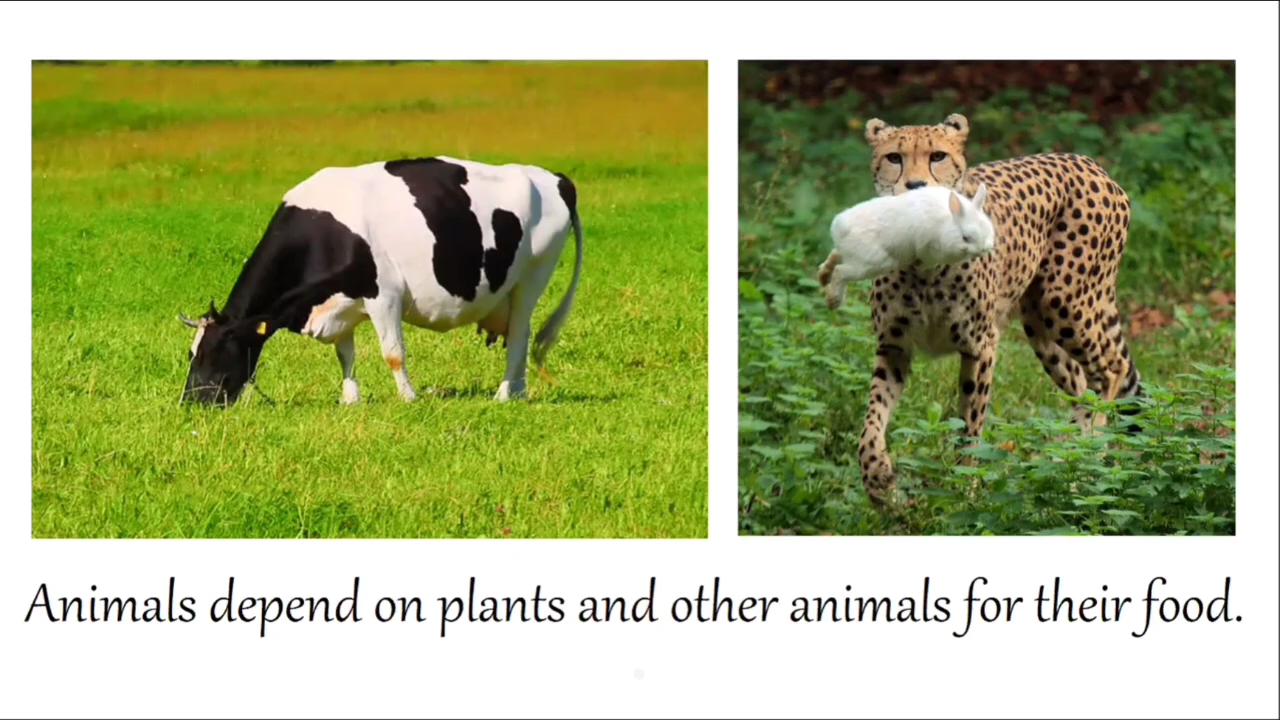 Animals depend on plants and other animals for their food.